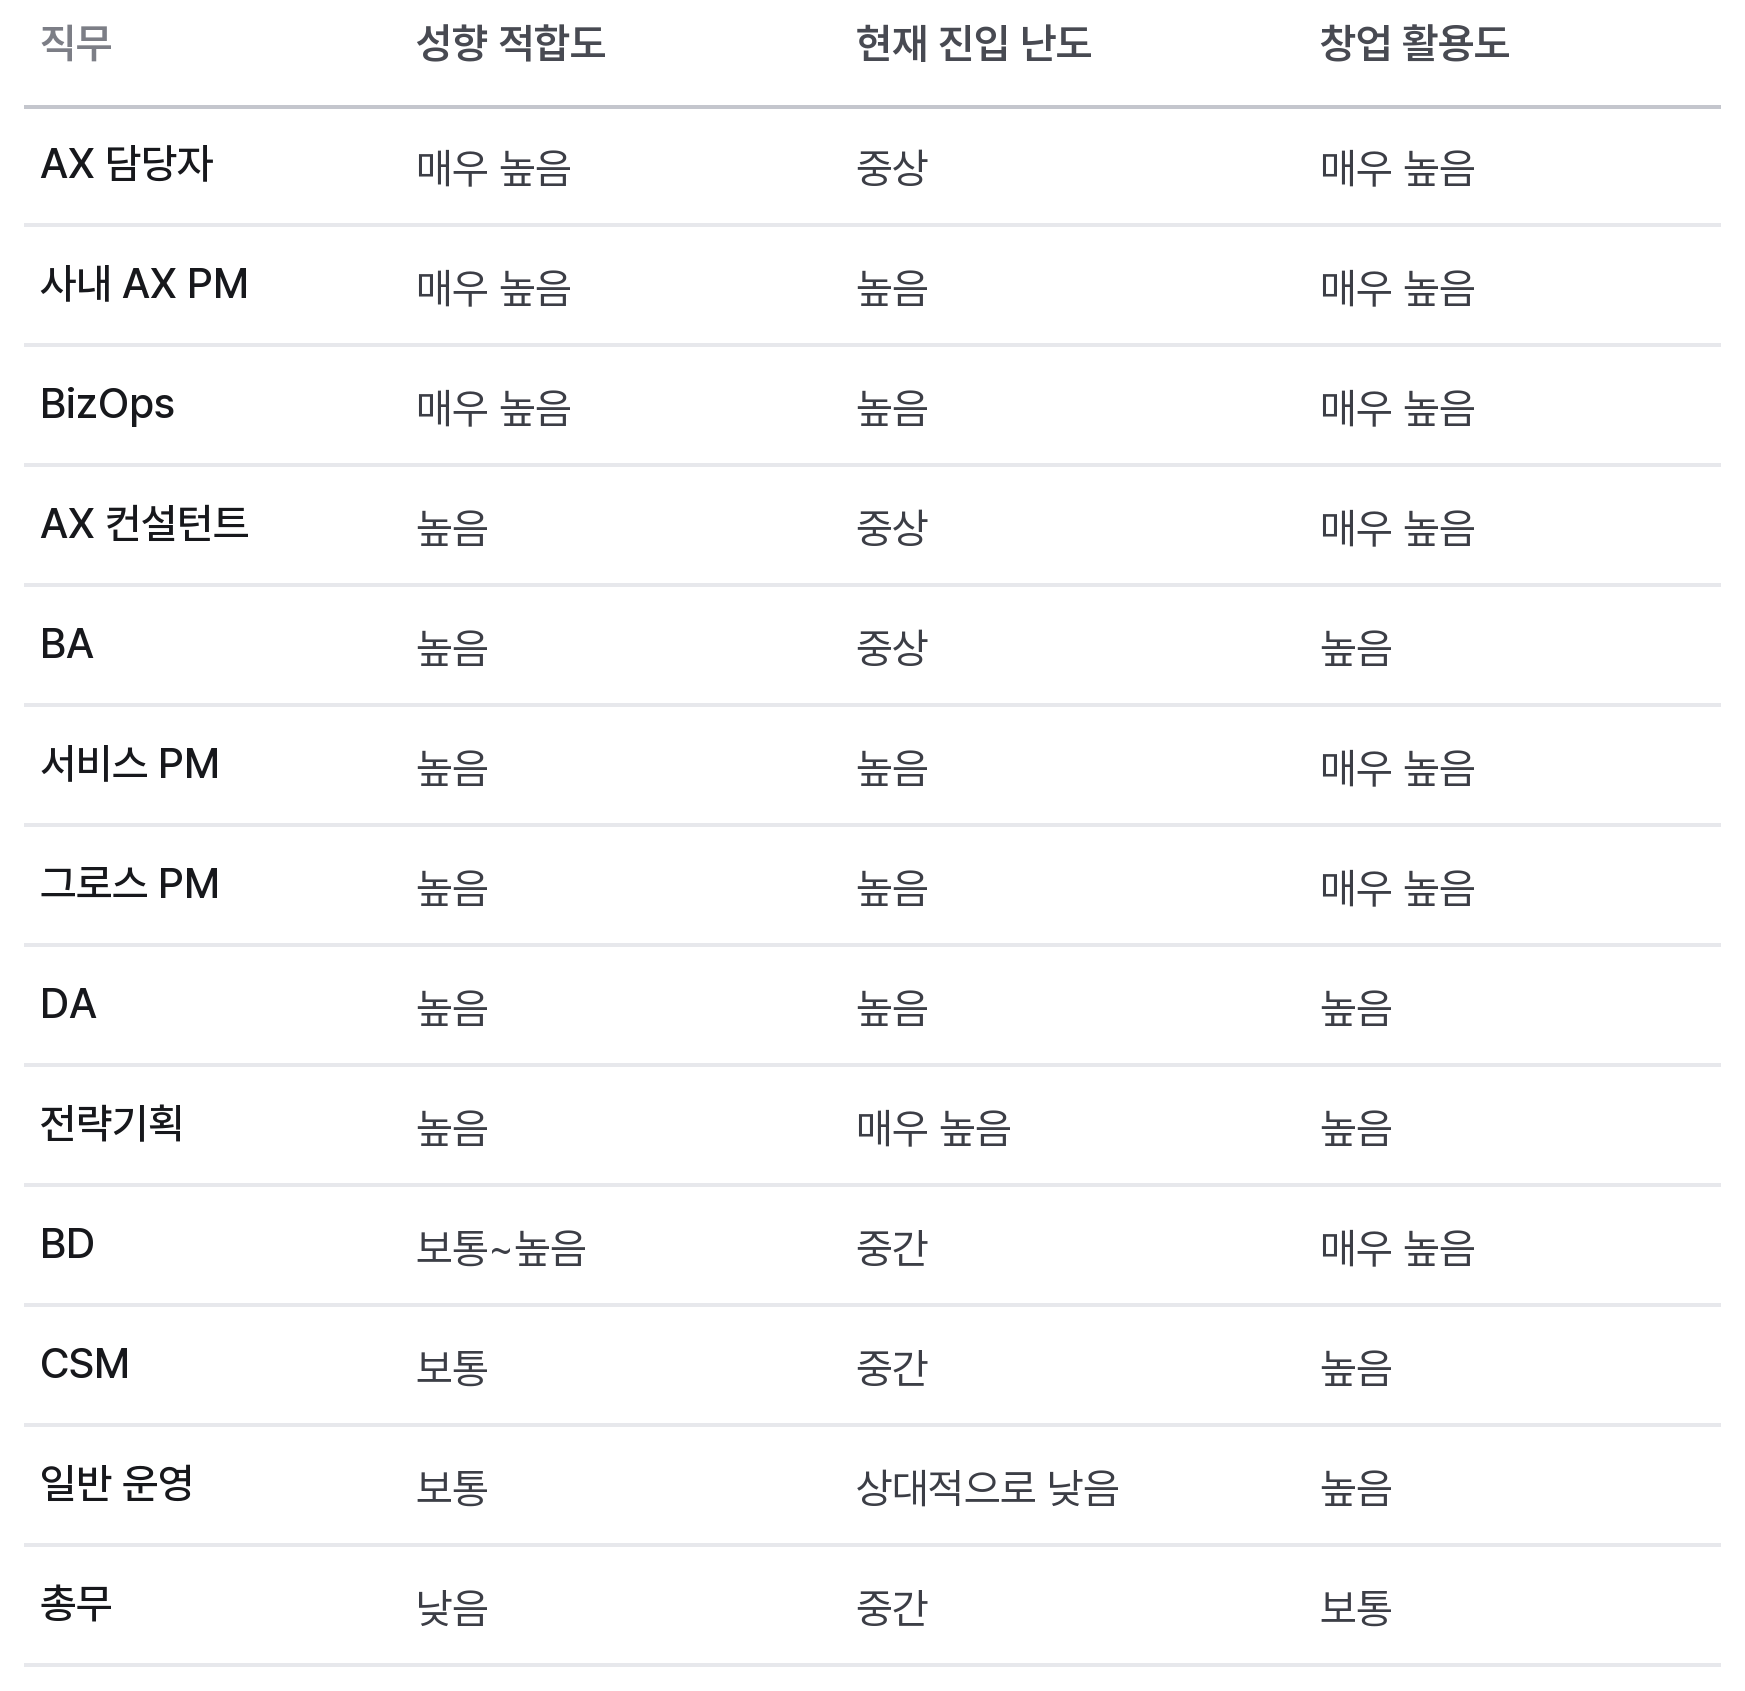 직무 성향 적합도 현재 진입 난도 창업 활용도
AX 담당자 매우 높음 중상 매우 높음
사내 AX PM 매우 높음 높음 매우 높음
BizOps 매우 높음 높음 매우 높음
AX 컨설턴트 높음 중상 매우 높음
BA 높음 중상 높음
서비스 PM 높음 높음 매우 높음
그로스 PM 높음 높음 매우 높음
DA 높음 높음 높음
전략기획 높음 매우 높음 높음
BD 보통~높음 중간 매우 높음
CSM 보통 중간 높음
일반 운영 보통 상대적으로 낮음 높음
총무 낮음 중간 보통